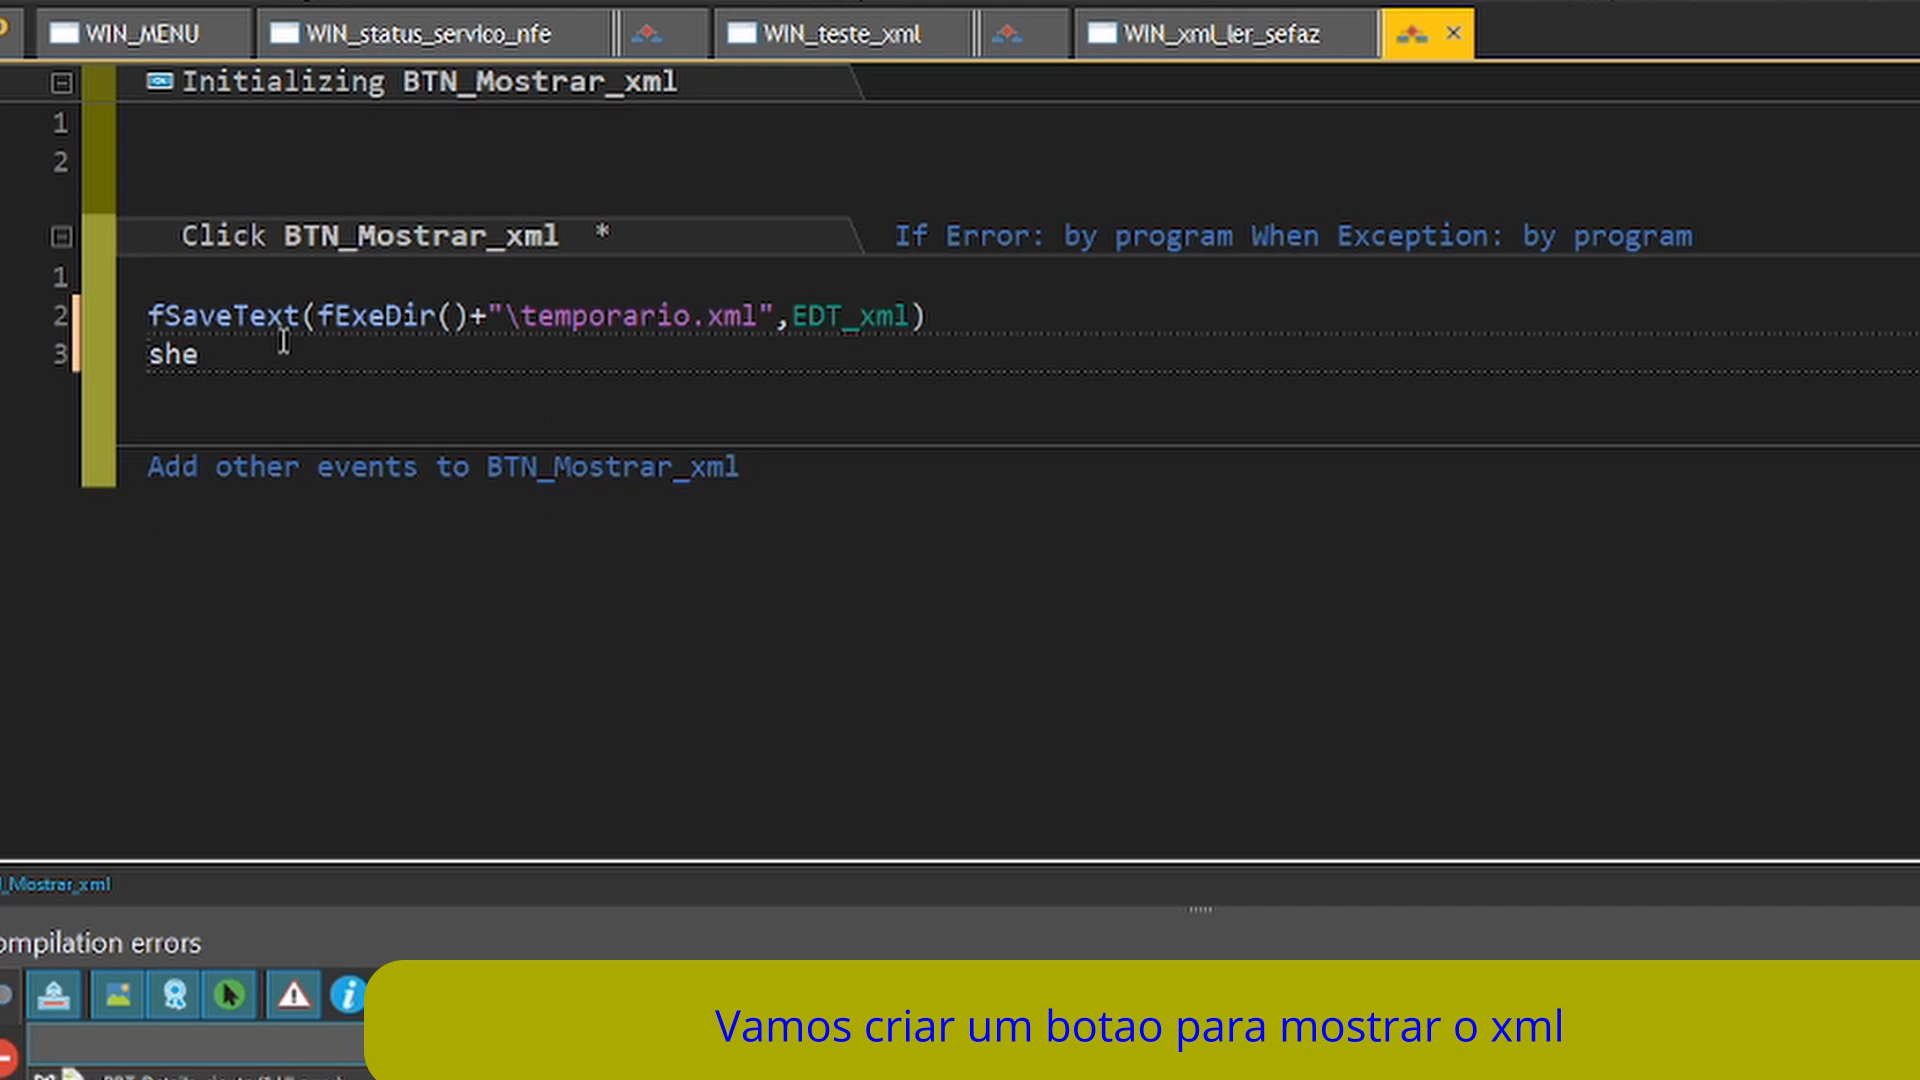 WIN_MENU
WIN_status_servico_nfe
WIN_teste_xml
WIN_xml_ler_sefaz
Initializing BTN_Mostrar_xml
1
2
Click BTN_Mostrar_xml * If Error: by program When Exception: by program
1
2 fSaveText(fExeDir()+"\temporario.xml",EDT_xml)
3 she
Add other events to BTN_Mostrar_xml
_Mostrar_xml
ompilation errors
Vamos criar um botao para mostrar o xml